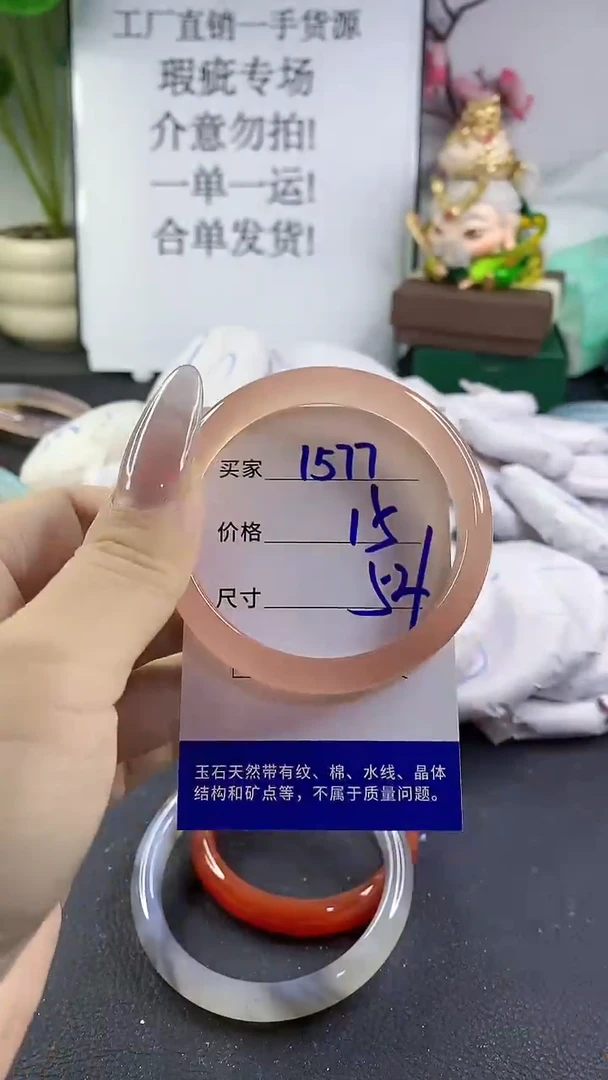 工厂直销一手货源
瑕疵专场
介意勿拍!
一单一运!
合单发货!
买家 1577
价格 15
尺寸
玉石天然带有纹、棉、水线、晶体
结构和矿点等，不属于质量问题。